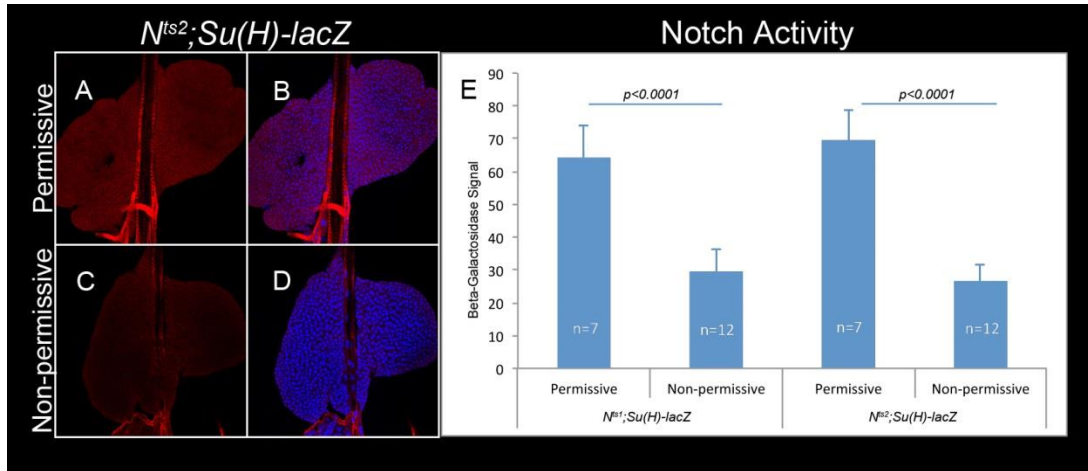 N^ts2;Su(H)-lacZ
Notch Activity
Permissive
Non-permissive
A
B
C
D
E
p<0.0001
p<0.0001
Beta-Galactosidase Signal
90
80
70
60
50
40
30
20
10
0
n=7
n=12
n=7
n=12
Permissive
Non-permissive
Permissive
Non-permissive
N^ts1;Su(H)-lacZ
N^ts2;Su(H)-lacZ